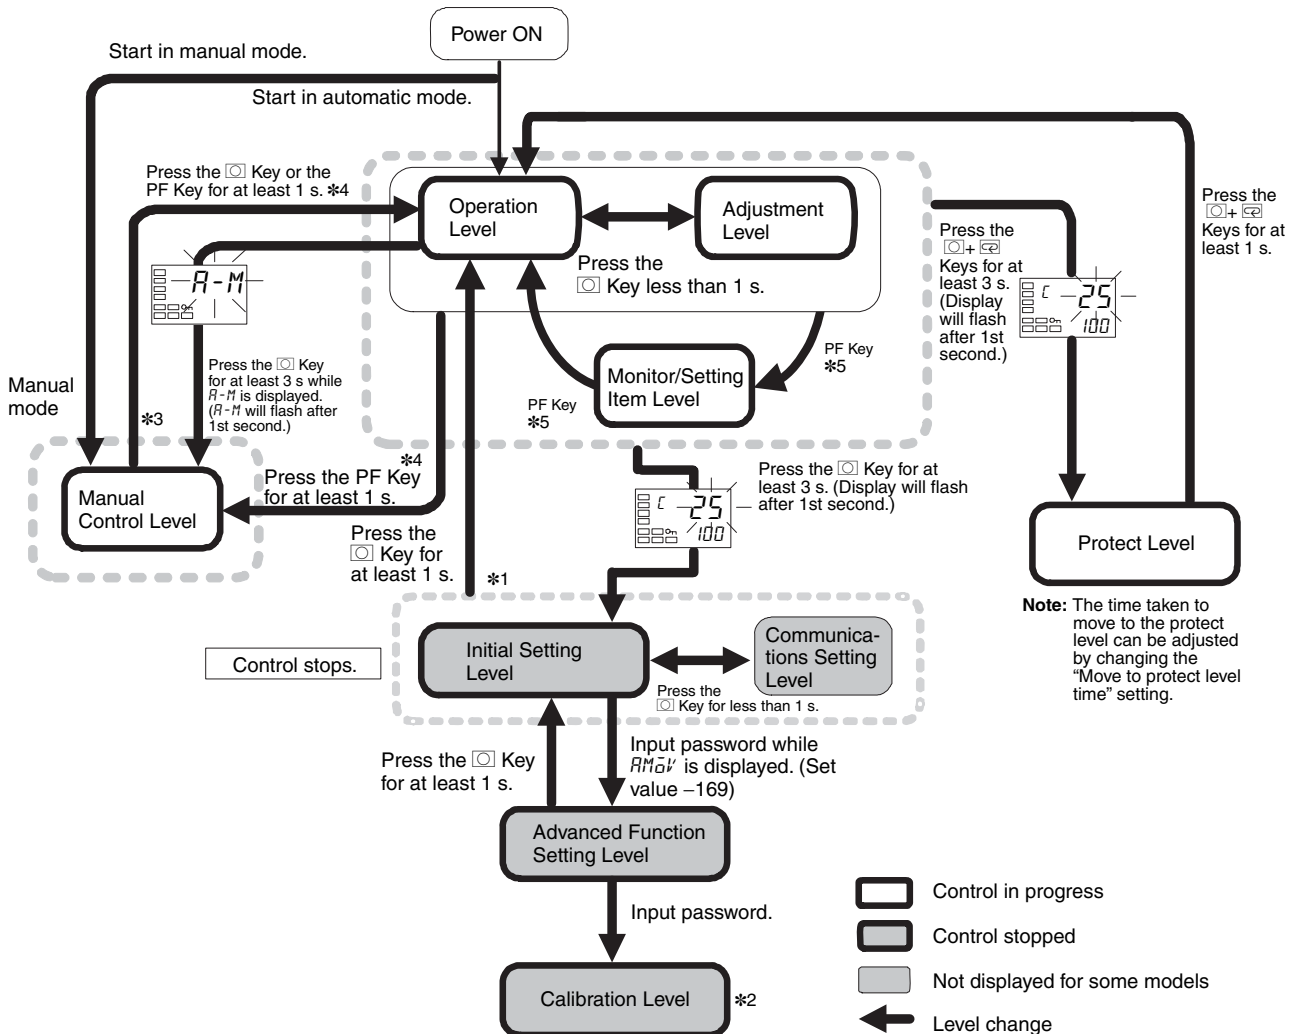 Power ON
Start in manual mode.
Start in automatic mode.
Press the Key or the
PF Key for at least 1 s. *4
Operation
Level
Adjustment
Level
Press the
Key less than 1 s.
Press the
+
Keys for at
least 3 s.
(Display
will flash
after 1st
second.)
Press the
+
Keys for at
least 1 s.
A-M
C 25
100
Press the Key
for at least 3 s while
A-M is displayed.
(A-M will flash after
1st second.)
Manual
mode
*3
Monitor/Setting
Item Level
PF Key
*5
PF Key
*5
Manual
Control Level
*4
Press the PF Key
for at least 1 s.
Press the Key for at
least 3 s. (Display will flash
after 1st second.)
C 25
100
Press the
Key for
at least 1 s.
*1
Protect Level
Note: The time taken to
move to the protect
level can be adjusted
by changing the
“Move to protect level
time” setting.
Control stops.
Initial Setting
Level
Communica-
tions Setting
Level
Press the
Key for less than 1 s.
Press the Key
for at least 1 s.
Input password while
AMoV is displayed. (Set
value −169)
Advanced Function
Setting Level
Input password.
Calibration Level
*2
Control in progress
Control stopped
Not displayed for some models
Level change